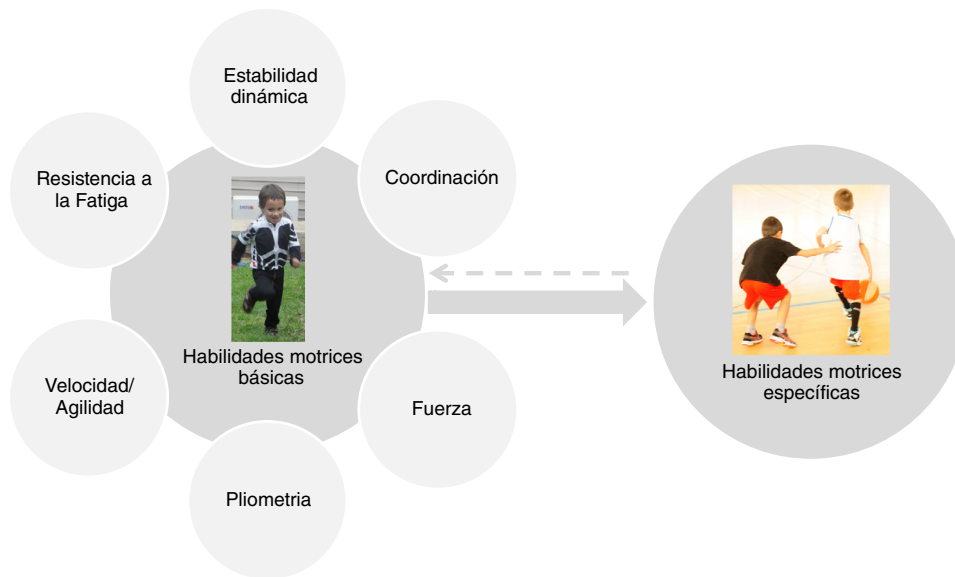 Estabilidad
dinámica
Resistencia a
la Fatiga
Coordinación
Habilidades motrices
básicas
Velocidad/
Agilidad
Fuerza
Pliometria
Habilidades motrices
específicas